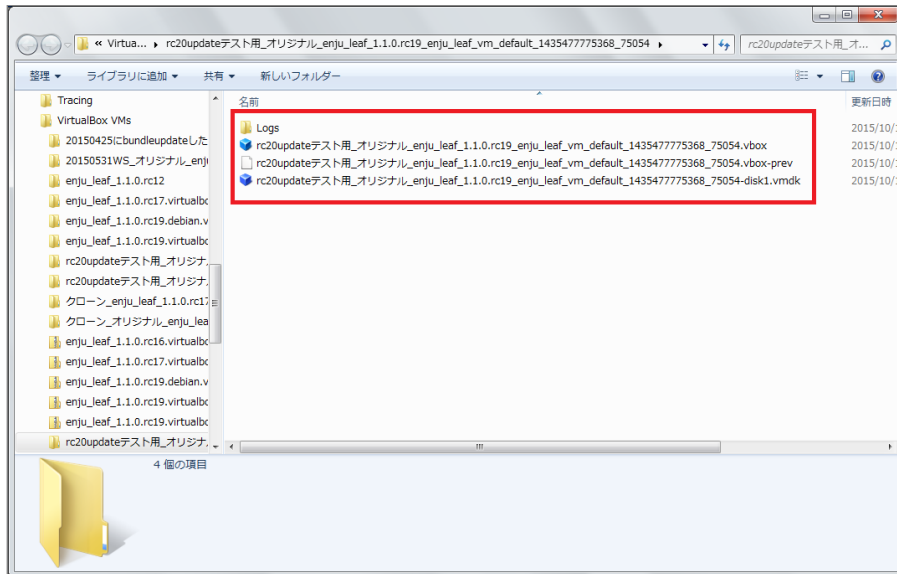 « Virtua... ▸ rc20updateテスト用_オリジナル_enju_leaf_1.1.0.rc19_enju_leaf_vm_default_1435477775368_75054 ▸
rc20updateテスト用_オ...
整理 ▼ ライブラリに追加 ▼ 共有 ▼ 新しいフォルダー
名前 更新日時
Logs 2015/10/
rc20updateテスト用_オリジナル_enju_leaf_1.1.0.rc19_enju_leaf_vm_default_1435477775368_75054.vbox 2015/10/
rc20updateテスト用_オリジナル_enju_leaf_1.1.0.rc19_enju_leaf_vm_default_1435477775368_75054.vbox-prev 2015/10/
rc20updateテスト用_オリジナル_enju_leaf_1.1.0.rc19_enju_leaf_vm_default_1435477775368_75054-disk1.vmdk 2015/10/
Tracing
VirtualBox VMs
20150425にbundleupdateした
20150531WS_オリジナル_enj
enju_leaf_1.1.0.rc12
enju_leaf_1.1.0.rc17.virtualbo
enju_leaf_1.1.0.rc19.debian.v
enju_leaf_1.1.0.rc19.virtualbo
rc20updateテスト用_オリジナ
rc20updateテスト用_オリジナ
クローン_enju_leaf_1.1.0.rc17
クローン_オリジナル_enju_lea
enju_leaf_1.1.0.rc16.virtualbo
enju_leaf_1.1.0.rc17.virtualbo
enju_leaf_1.1.0.rc19.debian.v
enju_leaf_1.1.0.rc19.virtualbo
enju_leaf_1.1.0.rc19.virtualbo
rc20updateテスト用_オリジナ
4 個の項目